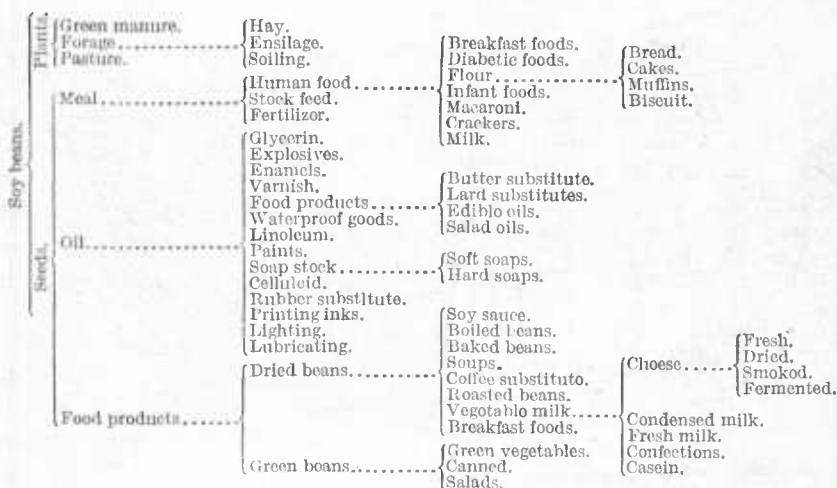 Soy beans.
Plants.
Green manure.
Forage
Pasture.
Hay.
Ensilage.
Soiling.
Seeds.
Meal
Human food
Stock feed.
Fertilizor.
Breakfast foods.
Diabetic foods.
Flour
Infant foods.
Macaroni.
Crackers.
Milk.
Bread.
Cakes.
Muffins.
Biscuit.
Oil
Glycerin.
Explosives.
Enamels.
Varnish.
Food products
Waterproof goods.
Linoleum.
Paints.
Soap stock
Celluloid.
Rubber substitute.
Printing inks.
Lighting.
Lubricating.
Butter substitute.
Lard substitutes.
Edible oils.
Salad oils.
Soft soaps.
Hard soaps.
Food products
Dried beans
Soy sauce.
Boiled beans.
Baked beans.
Soups.
Coffee substitute.
Roasted beans.
Vegetable milk
Breakfast foods.
Cheese
Fresh.
Dried.
Smoked.
Fermented.
Condensed milk.
Fresh milk.
Confections.
Casein.
Green beans
Green vegetables.
Canned.
Salads.